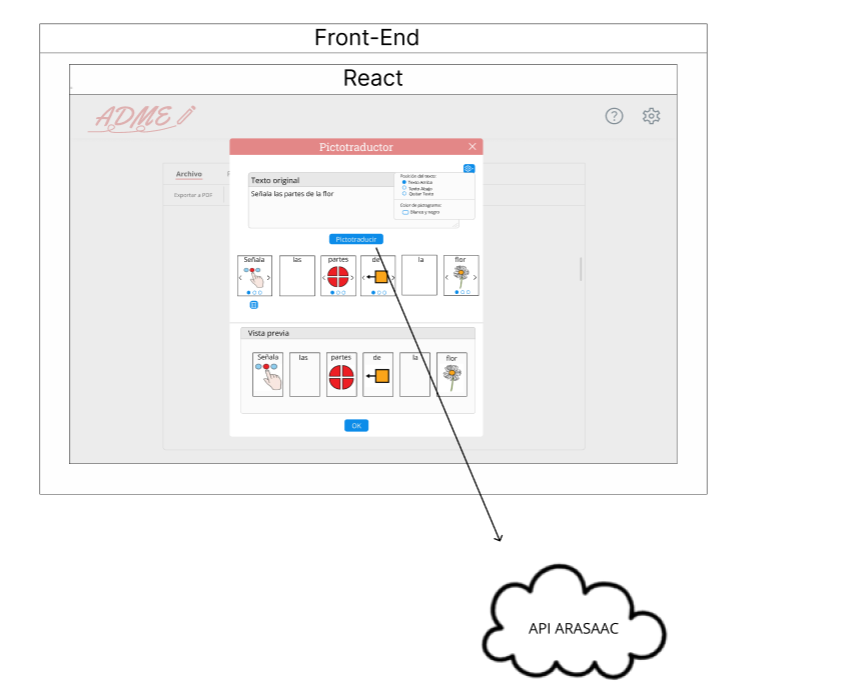 Front-End
React
ADME
?
Pictotraductor
Archivo
Exportar a PDF
Texto original
Señala las partes de la flor
Posición del texto:
Texto Arriba
Texto Abajo
Quitar Texto
Color de pictograma:
Blanco y negro
Pictotraducir
Señala las partes de la flor
Vista previa
Señala las partes de la flor
OK
API ARASAAC